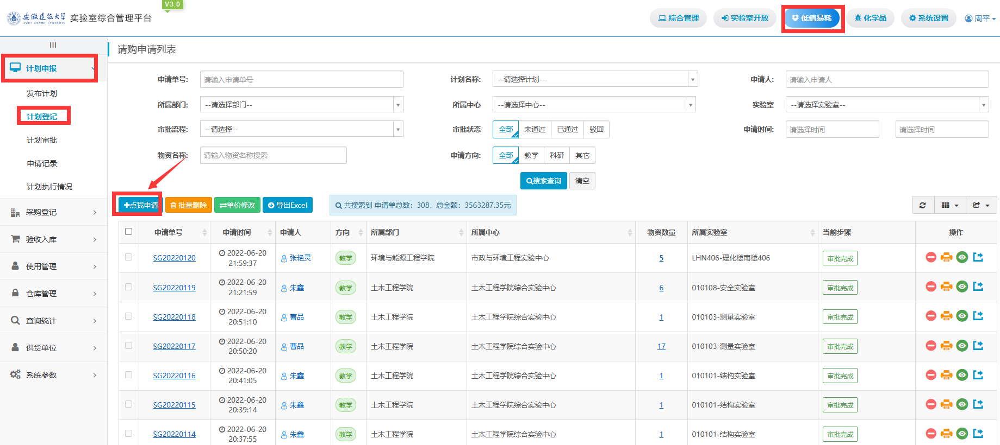 V3.0
安徽建筑大学 实验室综合管理平台
ANHUI JIANZHU UNIVERSITY
综合管理 实验室开放 低值易耗 化学品 系统设置 周平
计划申报
发布计划
计划登记
计划审批
申请记录
计划执行情况
采购登记
验收入库
使用管理
仓库管理
查询统计
供货单位
系统参数
请购申请列表
申请单号: 请输入申请单号 计划名称: --请选择计划-- 申请人: 请输入申请人
所属部门: --请选择部门-- 所属中心 --请选择中心-- 实验室 --请选择实验室--
审批流程: --请选择-- 审批状态 全部 未通过 已通过 驳回 申请时间: 请选择时间 请选择时间
物资名称: 请输入物资名称搜索 申请方向: 全部 教学 科研 其它
搜索查询 清空
点我申请 批量删除 单价修改 导出Excel 共搜索到 申请单总数：308，总金额：3563287.35元
申请单号 申请时间 申请人 方向 所属部门 所属中心 物资数量 所属实验室 当前步骤 操作
SG20220120 2022-06-20 21:59:37 张艳灵 教学 环境与能源工程学院 市政与环境工程实验中心 5 LHN406-理化楼南楼406 审批完成
SG20220119 2022-06-20 21:21:59 朱鑫 教学 土木工程学院 土木工程学院综合实验中心 6 010108-安全实验室 审批完成
SG20220118 2022-06-20 20:51:10 曹品 教学 土木工程学院 土木工程学院综合实验中心 1 010103-测量实验室 审批完成
SG20220117 2022-06-20 20:50:20 曹品 教学 土木工程学院 土木工程学院综合实验中心 17 010103-测量实验室 审批完成
SG20220116 2022-06-20 20:41:05 朱鑫 教学 土木工程学院 土木工程学院综合实验中心 1 010101-结构实验室 审批完成
SG20220115 2022-06-20 20:39:14 朱鑫 教学 土木工程学院 土木工程学院综合实验中心 1 010101-结构实验室 审批完成
SG20220114 2022-06-20 20:37:55 朱鑫 教学 土木工程学院 土木工程学院综合实验中心 1 010101-结构实验室 审批完成